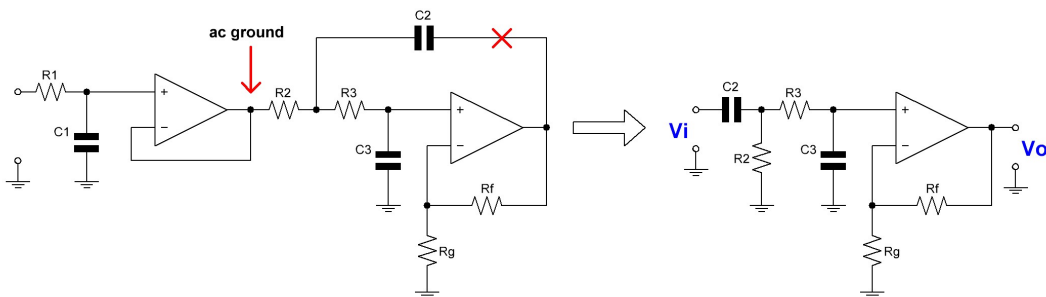 C2
ac ground
R1
+
R2
R3
+
C2
R3
+
−
−
Vi
−
Vo
C1
C3
R2
C3
Rf
Rf
Rg
Rg